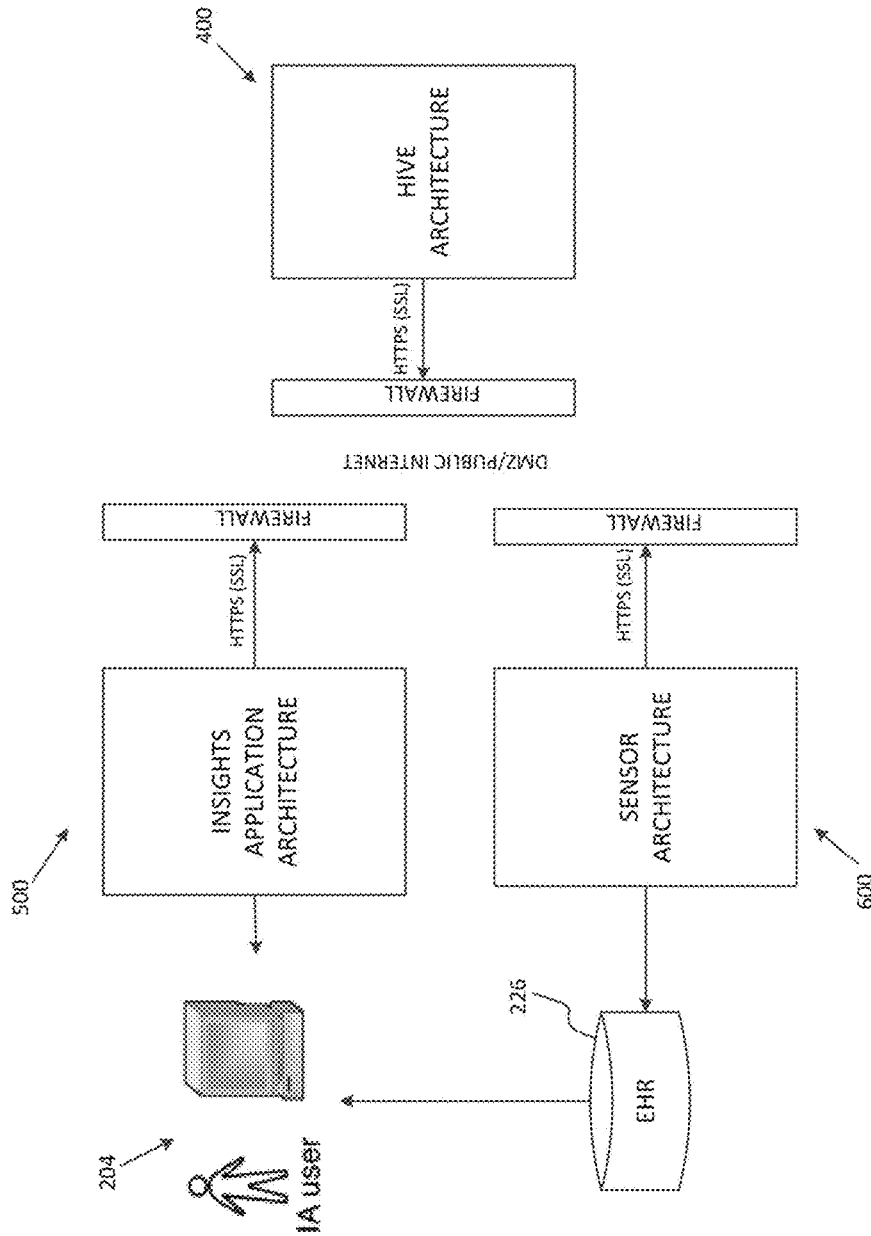 500
204
IA user
INSIGHTS
APPLICATION
ARCHITECTURE
HTTPS (SSL)
FIREWALL
DMZ/PUBLIC INTERNET
400
FIREWALL
HTTPS (SSL)
HIVE
ARCHITECTURE
226
EHR
SENSOR
ARCHITECTURE
HTTPS (SSL)
FIREWALL
600